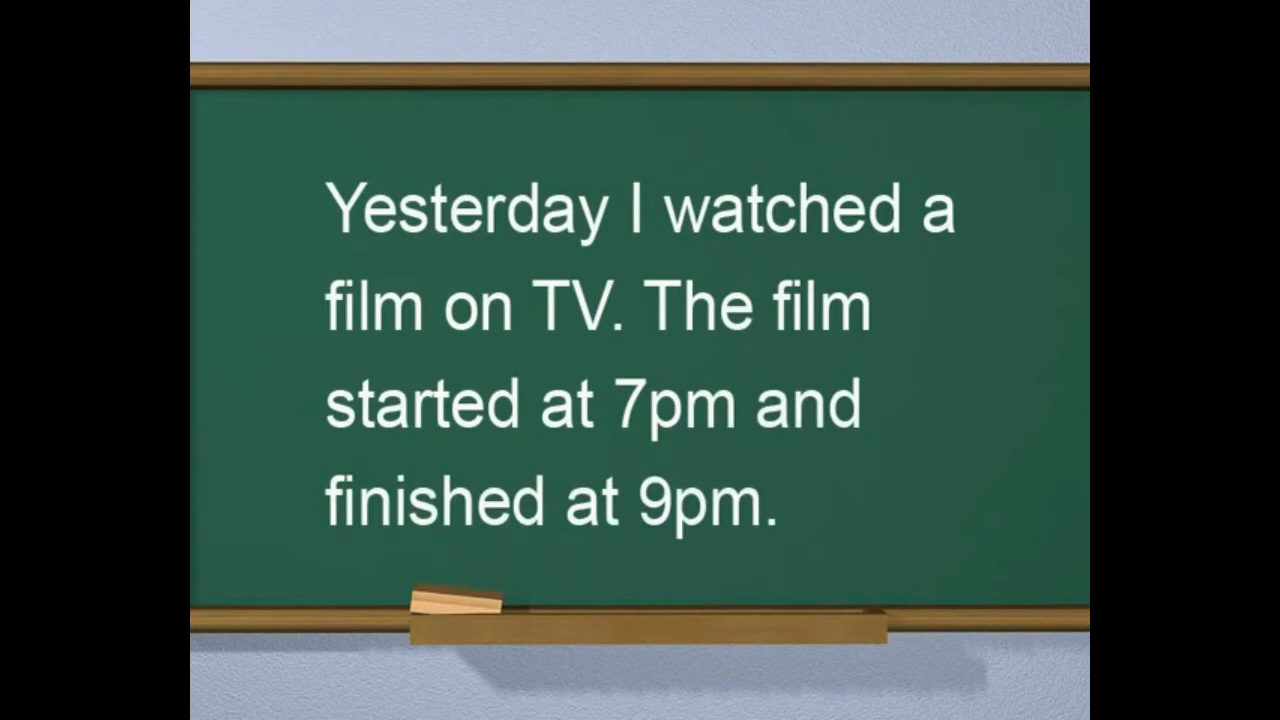 Yesterday I watched a
film on TV. The film
started at 7pm and
finished at 9pm.